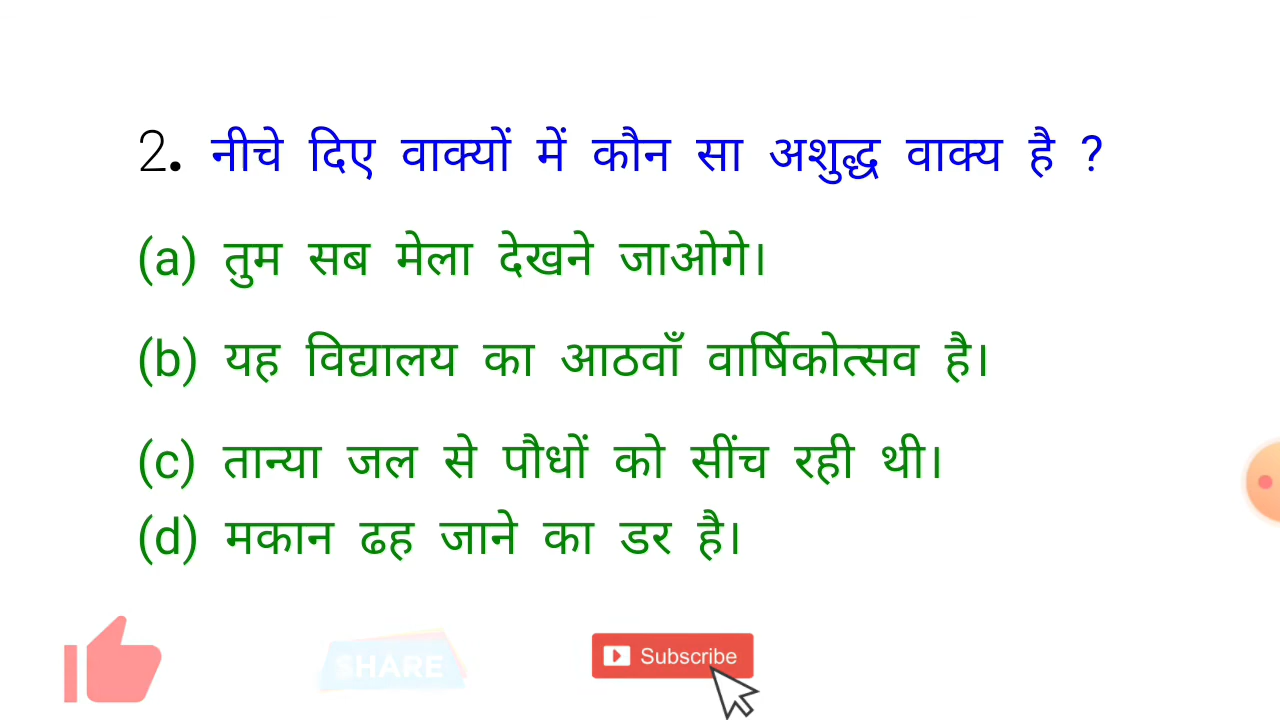 2. नीचे दिए वाक्यों में कौन सा अशुद्ध वाक्य है ?
(a) तुम सब मेला देखने जाओगे।
(b) यह विद्यालय का आठवाँ वार्षिकोत्सव है।
(c) तान्या जल से पौधों को सींच रही थी।
(d) मकान ढह जाने का डर है।
SHARE
Subscribe